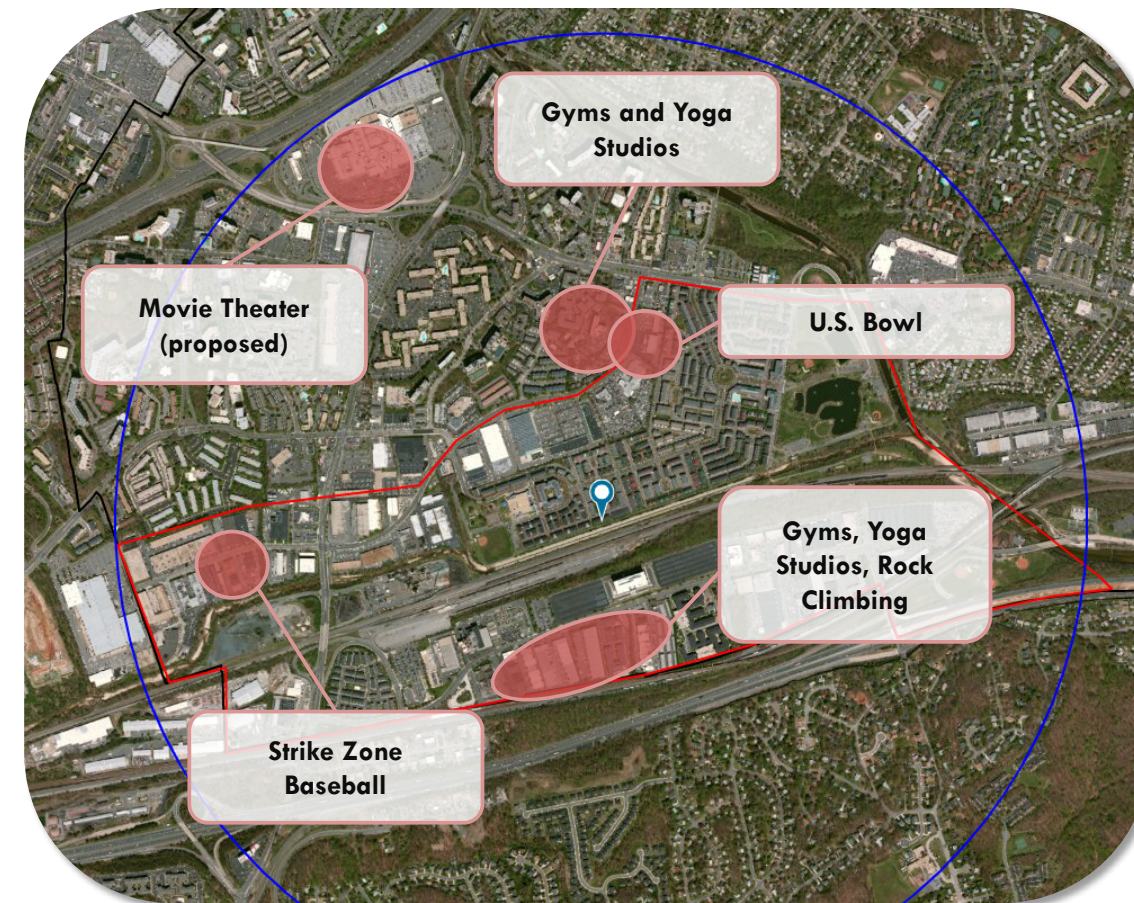 Gyms and Yoga
Studios
Movie Theater
(proposed)
U.S. Bowl
Gyms, Yoga
Studios, Rock
Climbing
Strike Zone
Baseball